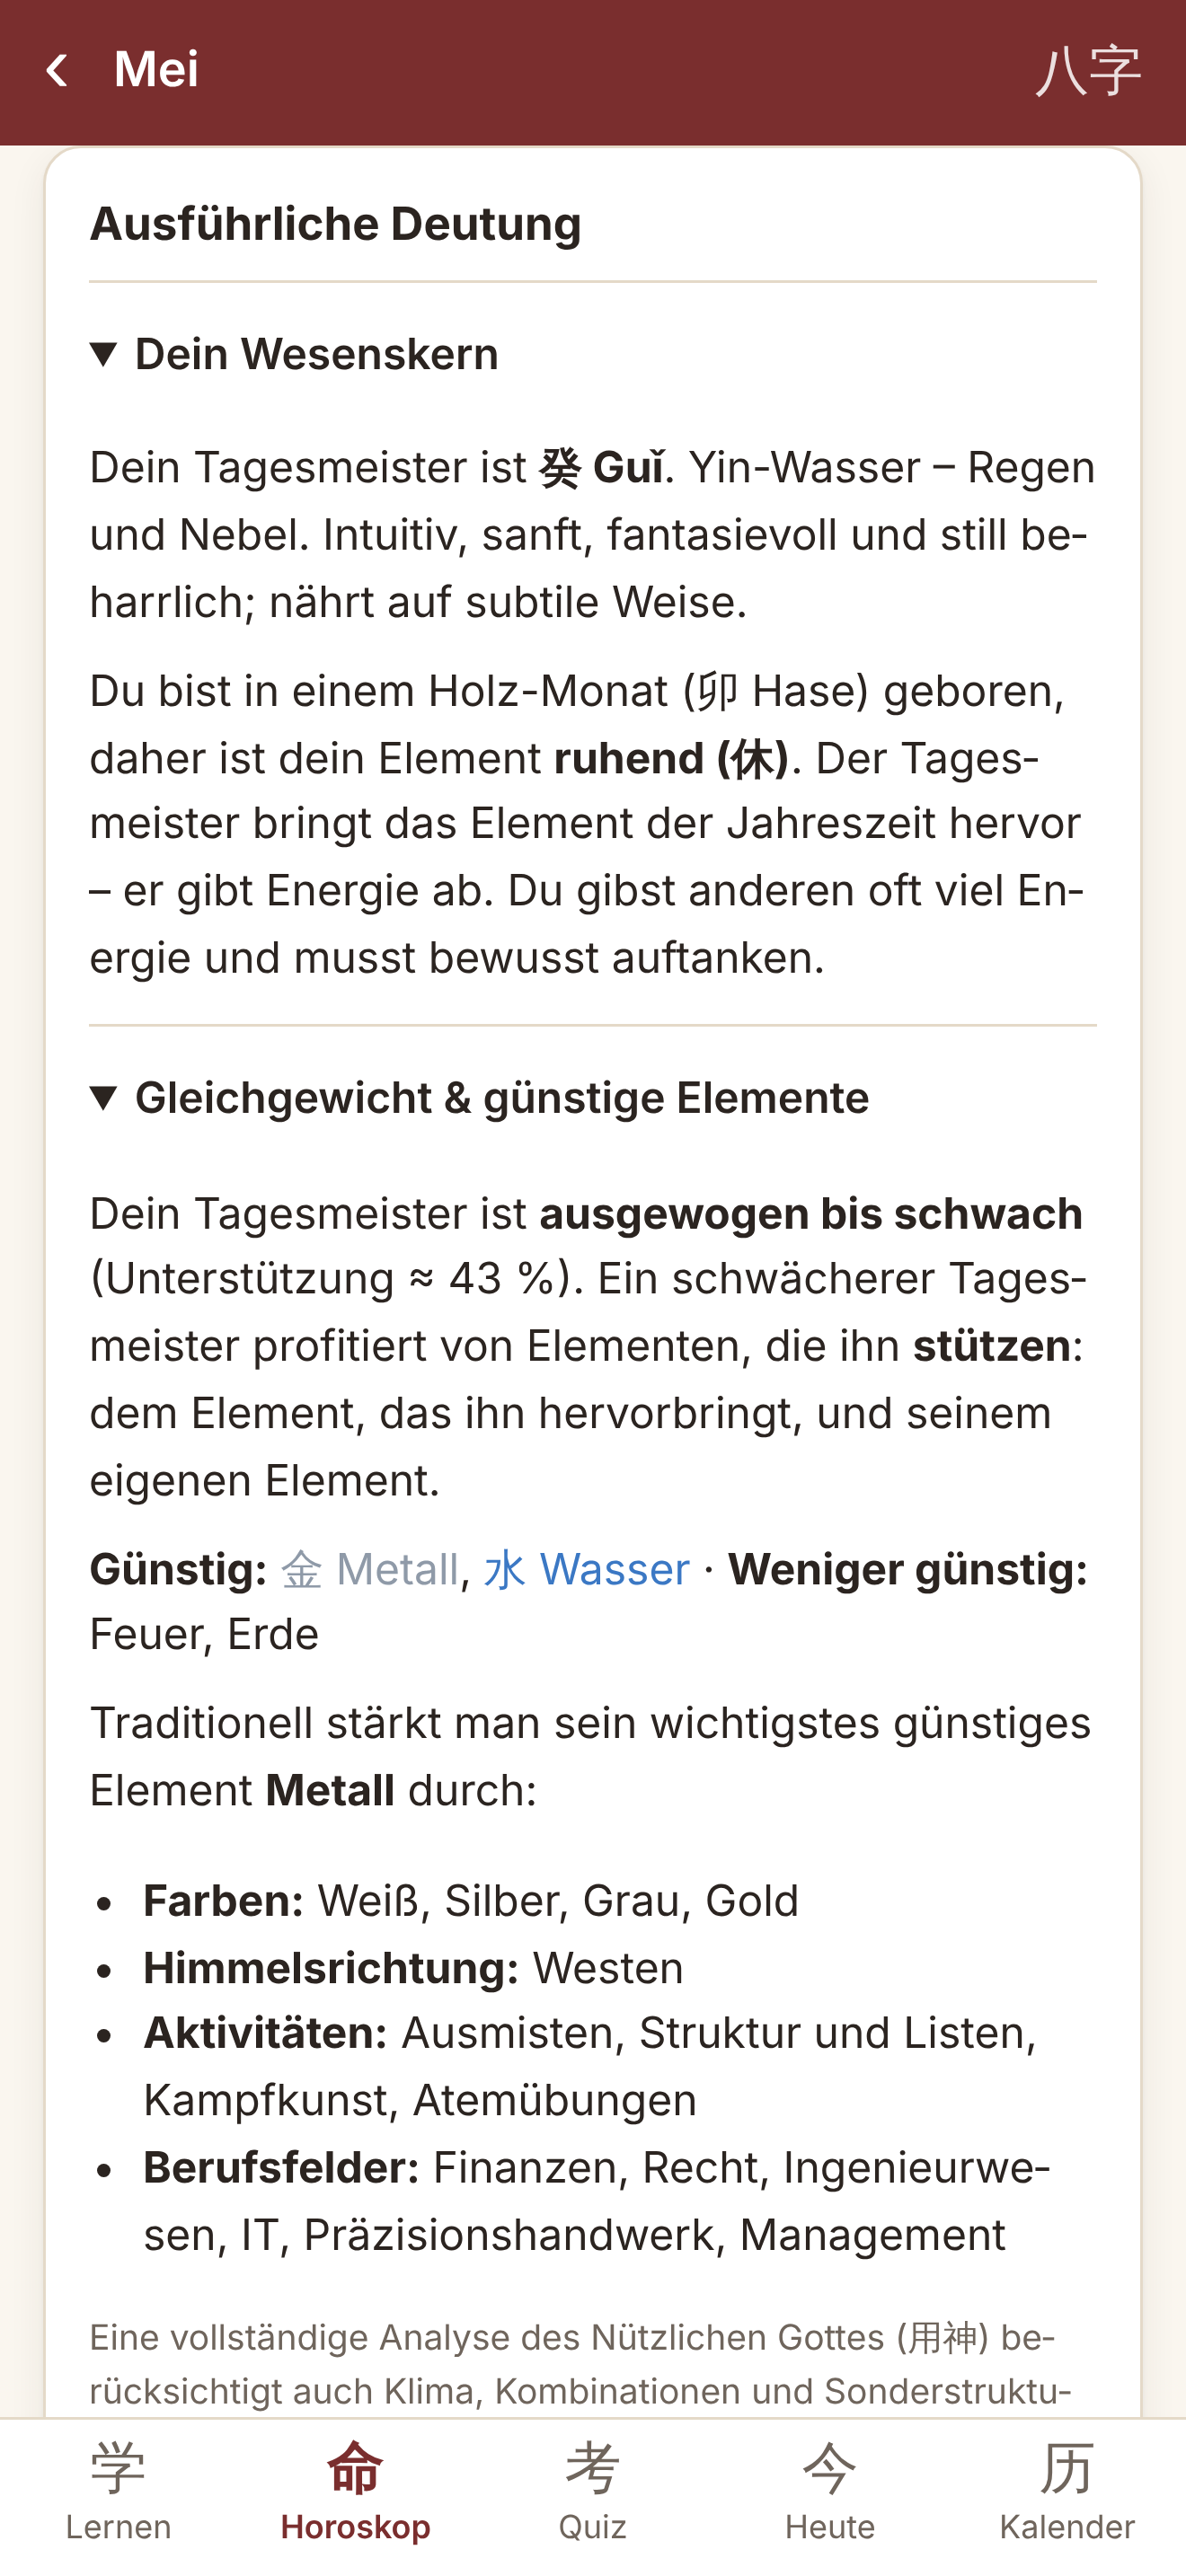 ‹ Mei 八字
Ausführliche Deutung
▼ Dein Wesenskern
Dein Tagesmeister ist 癸 Guǐ. Yin-Wasser – Regen
und Nebel. Intuitiv, sanft, fantasievoll und still be-
harrlich; nährt auf subtile Weise.
Du bist in einem Holz-Monat (卯 Hase) geboren,
daher ist dein Element ruhend (休). Der Tages-
meister bringt das Element der Jahreszeit hervor
– er gibt Energie ab. Du gibst anderen oft viel En-
ergie und musst bewusst auftanken.
▼ Gleichgewicht & günstige Elemente
Dein Tagesmeister ist ausgewogen bis schwach
(Unterstützung ≈ 43 %). Ein schwächerer Tages-
meister profitiert von Elementen, die ihn stützen:
dem Element, das ihn hervorbringt, und seinem
eigenen Element.
Günstig: 金 Metall, 水 Wasser · Weniger günstig:
Feuer, Erde
Traditionell stärkt man sein wichtigstes günstiges
Element Metall durch:
• Farben: Weiß, Silber, Grau, Gold
• Himmelsrichtung: Westen
• Aktivitäten: Ausmisten, Struktur und Listen,
Kampfkunst, Atemübungen
• Berufsfelder: Finanzen, Recht, Ingenieurwe-
sen, IT, Präzisionshandwerk, Management
Eine vollständige Analyse des Nützlichen Gottes (用神) be-
rücksichtigt auch Klima, Kombinationen und Sonderstruktu-
学 命 考 今 历
Lernen Horoskop Quiz Heute Kalender